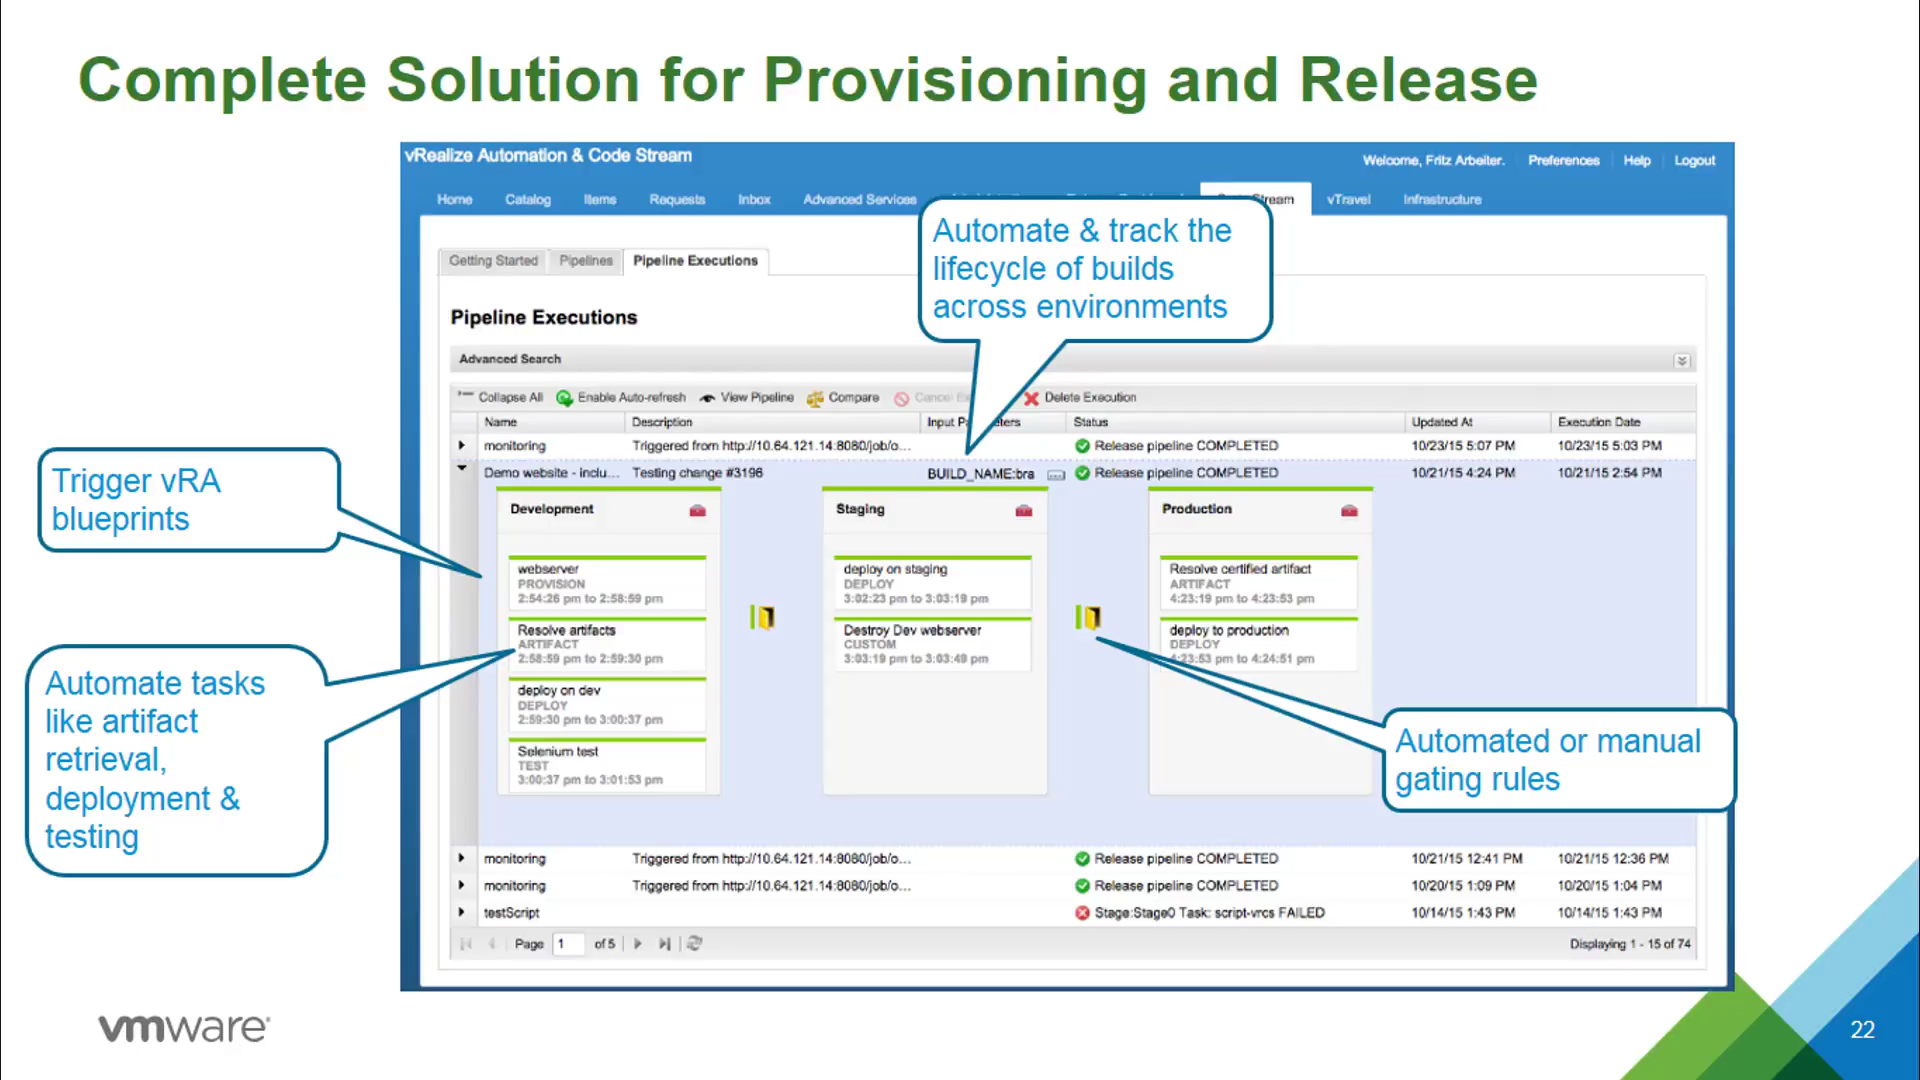 Complete Solution for Provisioning and Release
vRealize Automation & Code Stream
Welcome, Fritz Arbeiter. Preferences Help Logout
Home Catalog Items Requests Inbox Advanced Services Stream vTravel Infrastructure
Automate & track the
lifecycle of builds
across environments
Getting Started Pipelines Pipeline Executions
Pipeline Executions
Advanced Search
Collapse All Enable Auto-refresh View Pipeline Compare Cancel Delete Execution
Name Description Input Status Updated At Execution Date
monitoring Triggered from http://10.64.121.14:8080/job/o... Release pipeline COMPLETED 10/23/15 5:07 PM 10/23/15 5:03 PM
Demo website - inclu... Testing change #3196 BUILD_NAME:bra ... Release pipeline COMPLETED 10/21/15 4:24 PM 10/21/15 2:54 PM
Trigger vRA
blueprints
Automate tasks
like artifact
retrieval,
deployment &
testing
Development
webserver
PROVISION
2:54:26 pm to 2:58:59 pm
Resolve artifacts
ARTIFACT
2:58:59 pm to 2:59:30 pm
deploy on dev
DEPLOY
2:59:30 pm to 3:00:37 pm
Selenium test
TEST
3:00:37 pm to 3:01:53 pm
Staging
deploy on staging
DEPLOY
3:02:23 pm to 3:03:19 pm
Destroy Dev webserver
CUSTOM
3:03:19 pm to 3:03:49 pm
Production
Resolve certified artifact
ARTIFACT
4:23:19 pm to 4:23:53 pm
deploy to production
DEPLOY
4:23:53 pm to 4:24:51 pm
Automated or manual
gating rules
monitoring Triggered from http://10.64.121.14:8080/job/o... Release pipeline COMPLETED 10/21/15 12:41 PM 10/21/15 12:36 PM
monitoring Triggered from http://10.64.121.14:8080/job/o... Release pipeline COMPLETED 10/20/15 1:09 PM 10/20/15 1:04 PM
testScript Stage:Stage0 Task: script-vrcs FAILED 10/14/15 1:43 PM 10/14/15 1:43 PM
Page 1 of 5 Displaying 1 - 15 of 74
vmware
22